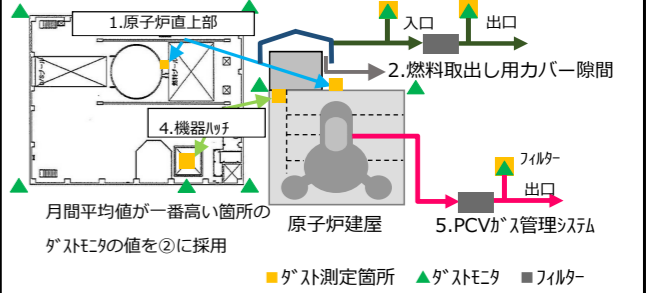 1.原子炉直上部
入口
出口
2.燃料取出し用カバー隙間
4.機器ﾊｯﾁ
フィルター
出口
月間平均値が一番高い箇所の
ﾀﾞｽﾄﾓﾆﾀの値を②に採用
原子炉建屋
5.PCVｶﾞｽ管理ｼｽﾃﾑ
ﾀﾞｽﾄ測定箇所
ﾀﾞｽﾄﾓﾆﾀ
ﾌｨﾙﾀｰ